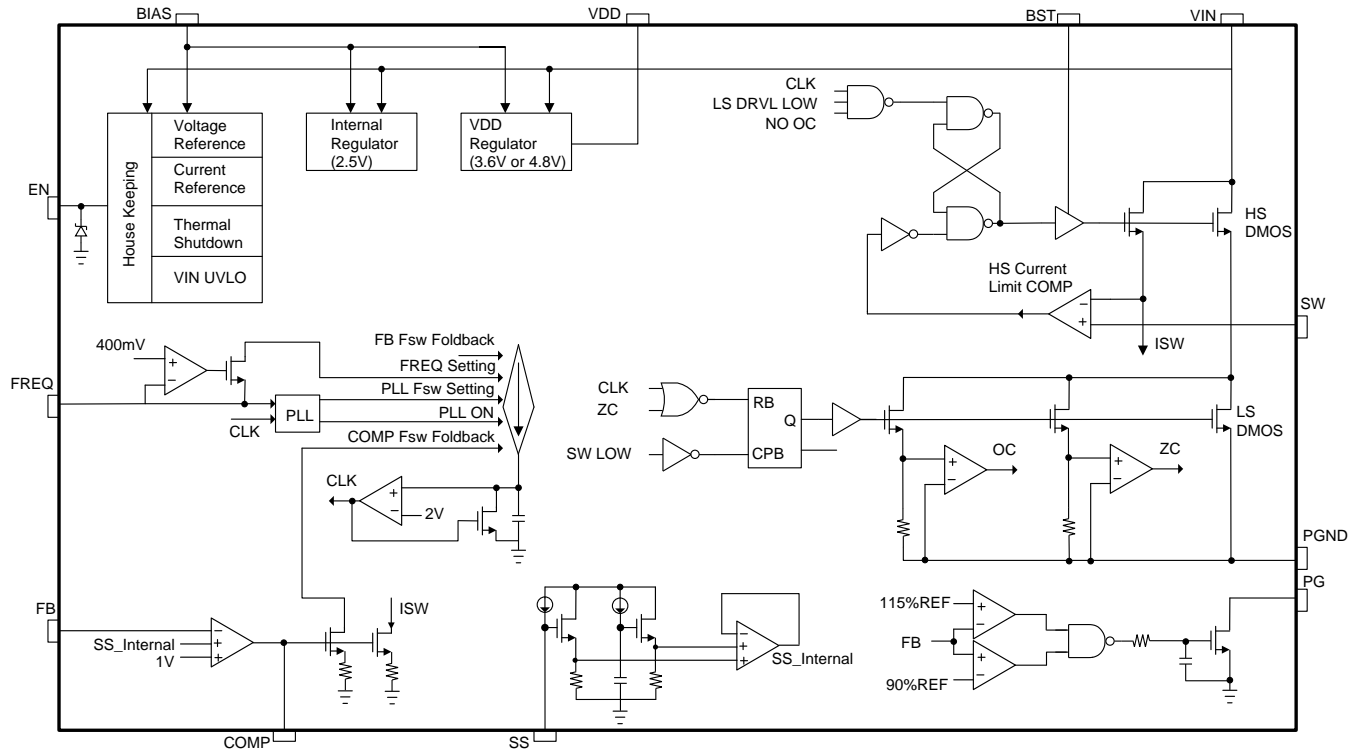 BIAS
VDD
BST
VIN
CLK
LS DRVL LOW
NO OC
House Keeping
Voltage
Reference
Current
Reference
Thermal
Shutdown
VIN UVLO
Internal
Regulator
(2.5V)
VDD
Regulator
(3.6V or 4.8V)
EN
HS
DMOS
HS Current
Limit COMP
SW
ISW
400mV
FREQ
PLL
CLK
FB Fsw Foldback
FREQ Setting
PLL Fsw Setting
PLL ON
COMP Fsw Foldback
CLK
2V
CLK
ZC
SW LOW
RB
Q
CPB
LS
DMOS
OC
ZC
PGND
PG
FB
SS_Internal
1V
ISW
SS_Internal
115%REF
FB
90%REF
COMP
SS
+
−
+
−
−
+
+
−
+
−
+
−
+
+
−
+
+
+
−
+
−